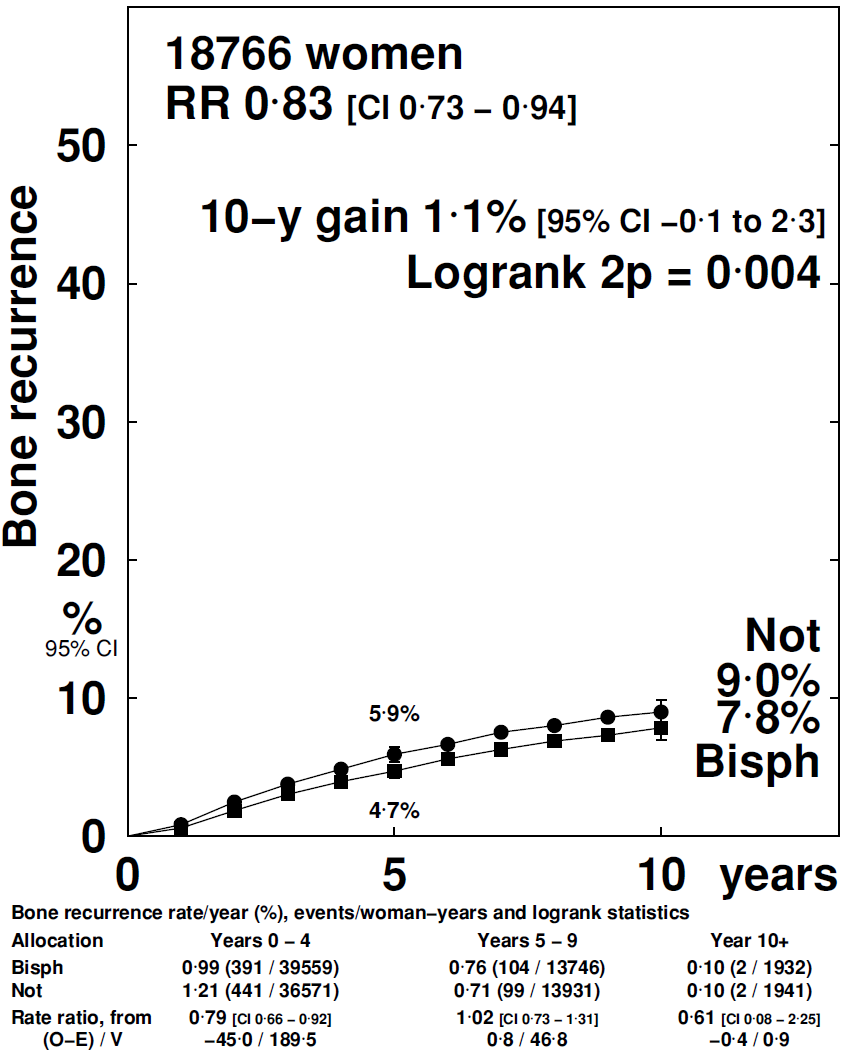 18766 women
RR 0·83 [CI 0·73 – 0·94]
50
10–y gain 1·1% [95% CI –0·1 to 2·3]
Logrank 2p = 0·004
40
Bone recurrence
30
20
%
95% CI
Not
9·0%
10
7·8%
5·9%
Bisph
4·7%
0
0 5 10 years
Bone recurrence rate/year (%), events/woman–years and logrank statistics
Allocation Years 0 – 4 Years 5 – 9 Year 10+
Bisph 0·99 (391 / 39559) 0·76 (104 / 13746) 0·10 (2 / 1932)
Not 1·21 (441 / 36571) 0·71 (99 / 13931) 0·10 (2 / 1941)
Rate ratio, from 0·79 [CI 0·66 – 0·92] 1·02 [CI 0·73 – 1·31] 0·61 [CI 0·08 – 2·25]
(O–E) / V –45·0 / 189·5 0·8 / 46·8 –0·4 / 0·9